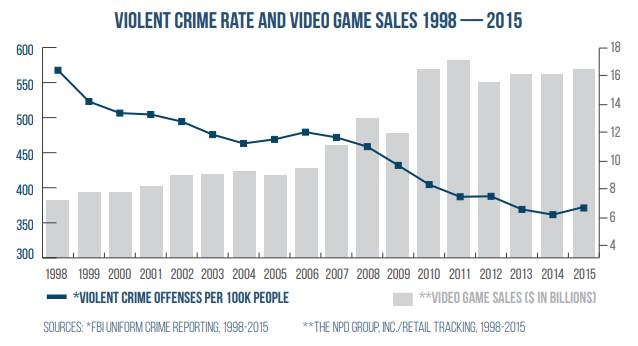 VIOLENT CRIME RATE AND VIDEO GAME SALES 1998 — 2015
600 18
550 16
500 14
450 12
400 10
350 8
300 6
4
1998 1999 2000 2001 2002 2003 2004 2005 2006 2007 2008 2009 2010 2011 2012 2013 2014 2015
*VIOLENT CRIME OFFENSES PER 100K PEOPLE **VIDEO GAME SALES ($ IN BILLIONS)
SOURCES: *FBI UNIFORM CRIME REPORTING, 1998-2015 **THE NPD GROUP, INC./RETAIL TRACKING, 1998-2015